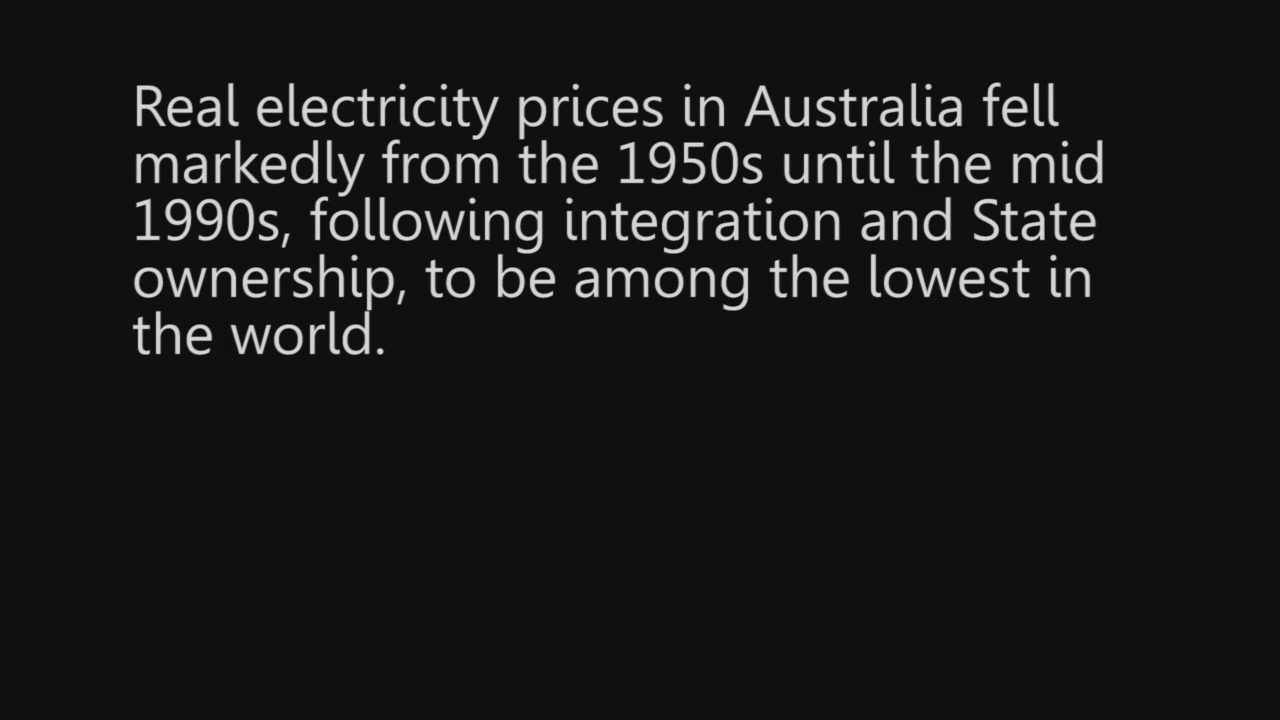 Real electricity prices in Australia fell
markedly from the 1950s until the mid
1990s, following integration and State
ownership, to be among the lowest in
the world.